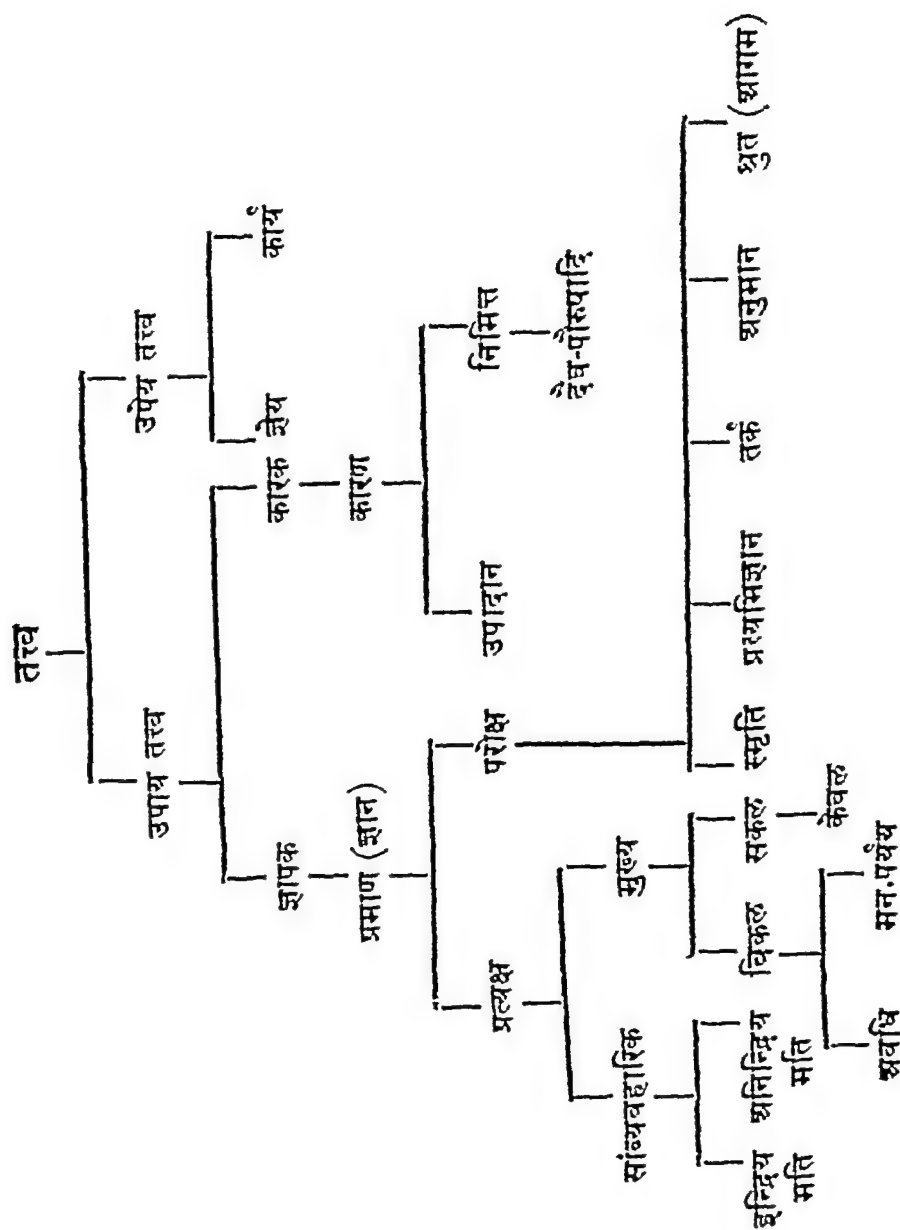 तत्त्व
उपाय तत्त्व
उपेय तत्त्व
ज्ञापक
कारक
ज्ञेय
कार्य
प्रमाण (ज्ञान)
कारण
प्रत्यक्ष
परोक्ष
उपादान
निमित्त
दैव-पौरुषादि
सांव्यवहारिक
मुख्य
इन्द्रिय
मति
अनिन्द्रिय
मति
विकल
सकल
स्मृति
प्रत्यभिज्ञान
तर्क
अनुमान
श्रुत (आगम)
अवधि
मन.पर्यय
केवल